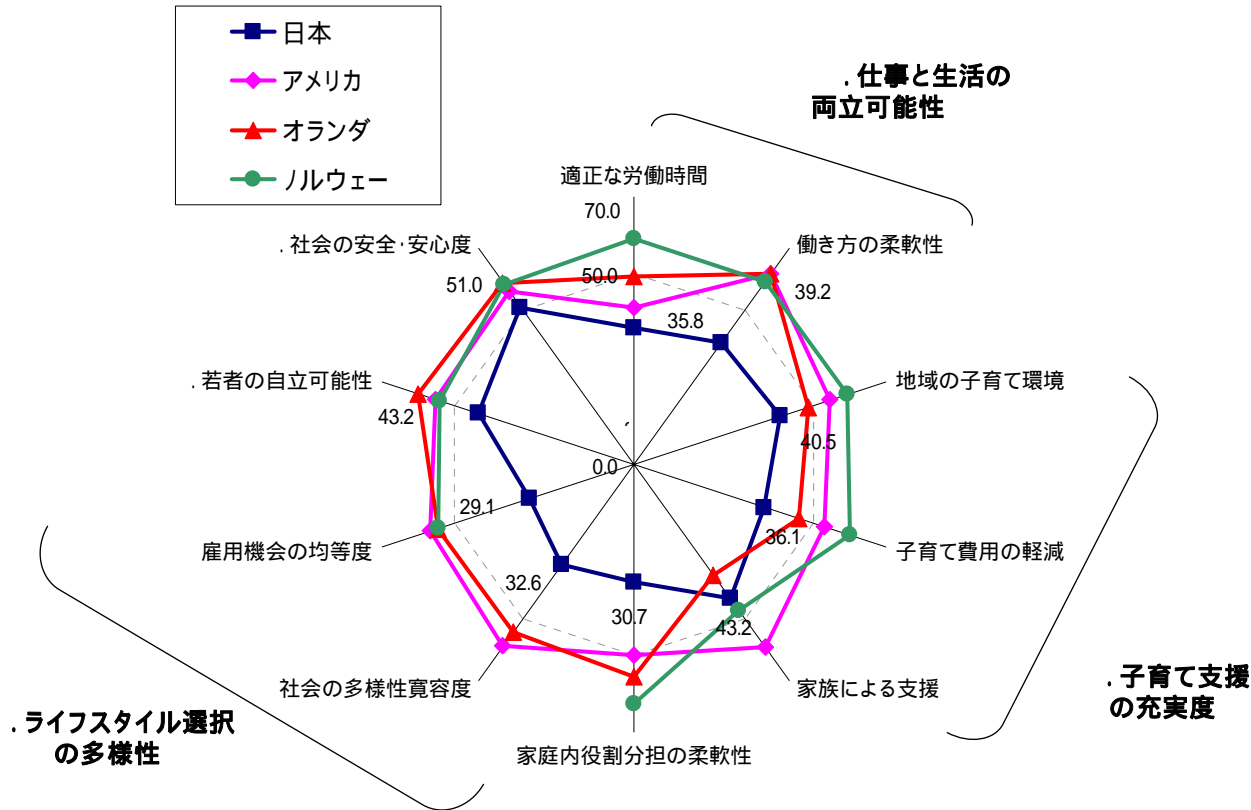 日本
アメリカ
オランダ
ノルウェー
. 仕事と生活の
両立可能性
適正な労働時間
70.0
. 社会の安全･安心度
働き方の柔軟性
51.0
50.0
39.2
35.8
. 若者の自立可能性
地域の子育て環境
43.2
40.5
0.0
29.1
36.1
雇用機会の均等度
子育て費用の軽減
32.6
30.7
43.2
社会の多様性寛容度
家族による支援
. 子育て支援
の充実度
. ライフスタイル選択
の多様性
家庭内役割分担の柔軟性